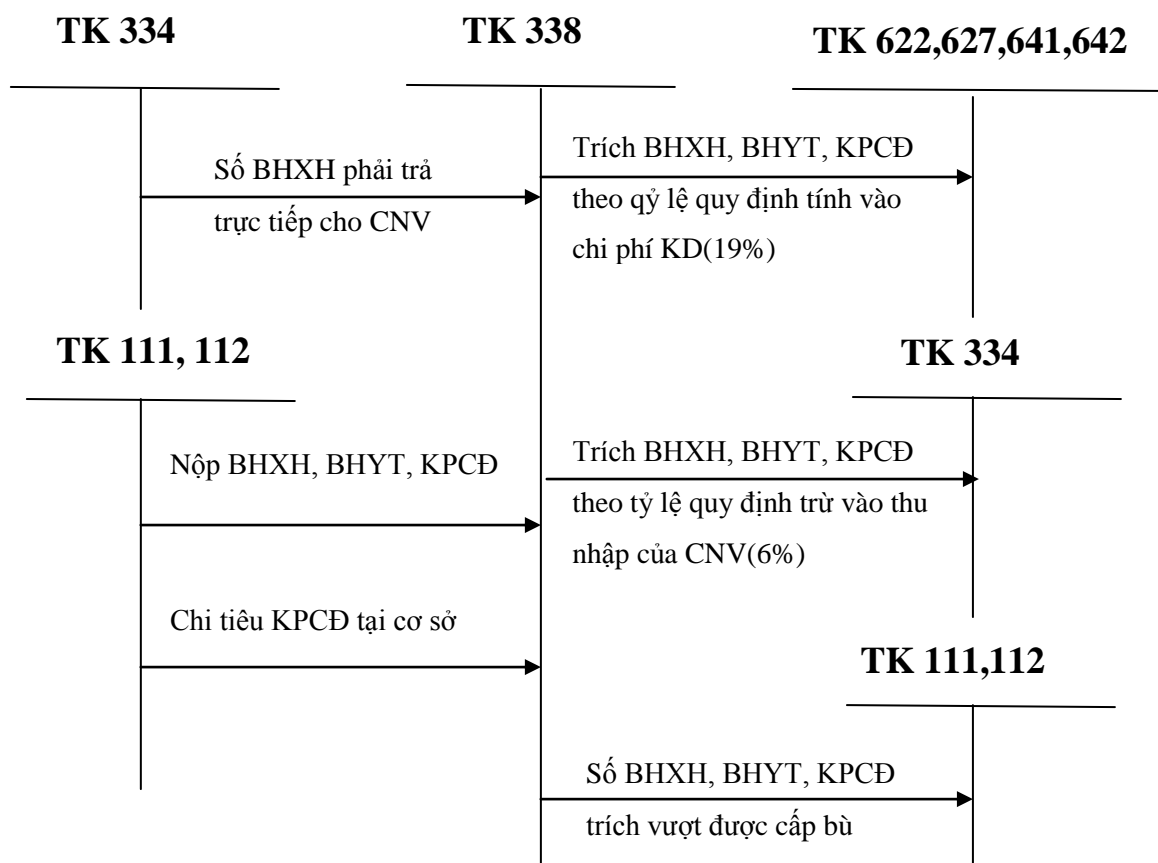 TK 334
TK 338
TK 622,627,641,642
Số BHXH phải trả
trực tiếp cho CNV
Trích BHXH, BHYT, KPCĐ
theo qỷ lệ quy định tính vào
chi phí KD(19%)
TK 111, 112
TK 334
Nộp BHXH, BHYT, KPCĐ
Trích BHXH, BHYT, KPCĐ
theo tỷ lệ quy định trừ vào thu
nhập của CNV(6%)
Chi tiêu KPCĐ tại cơ sở
TK 111,112
Số BHXH, BHYT, KPCĐ
trích vượt được cấp bù